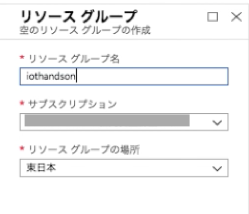 リソース グループ
空のリソース グループの作成
* リソース グループ名
iothandson
* サブスクリプション
* リソース グループの場所
東日本